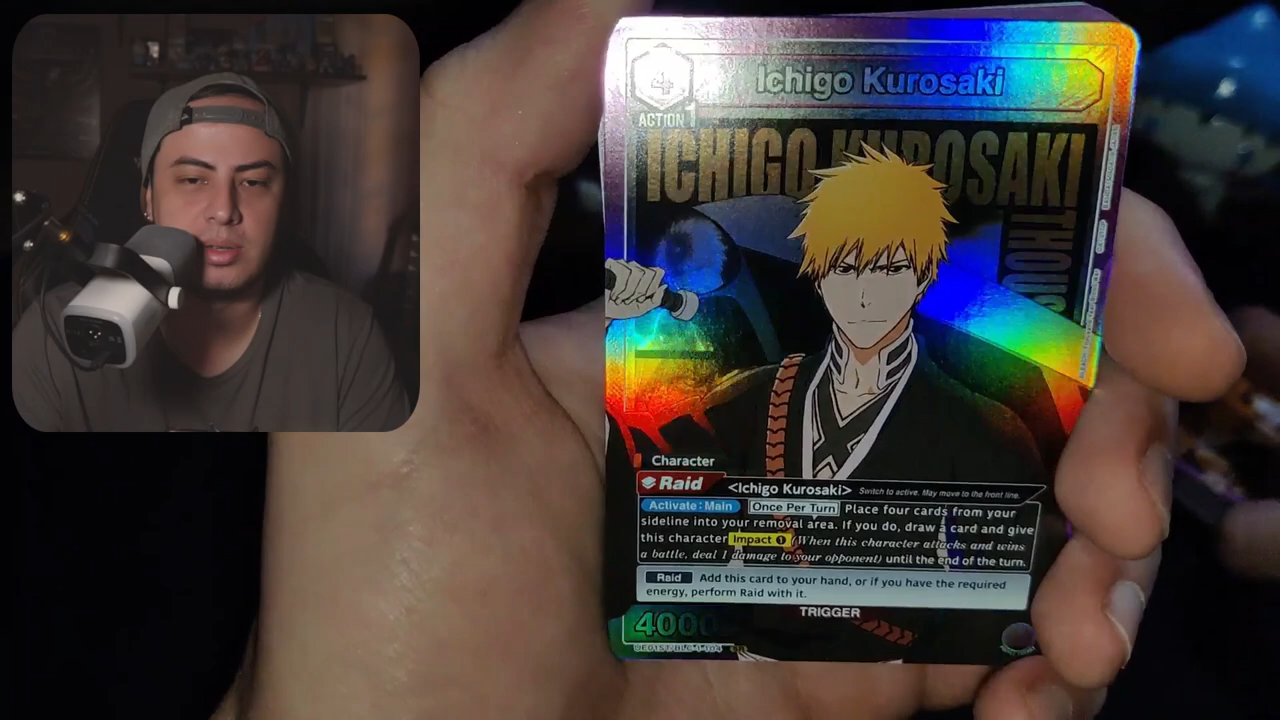 4
Ichigo Kurosaki
ACTION 1
ICHIGO KUROSAKI
THOUS
Character
Raid <Ichigo Kurosaki> Switch to active. May move to the front line.
Activate: Main Once Per Turn Place four cards from your
sideline into your removal area. If you do, draw a card and give
this character Impact 1 (When this character attacks and wins
a battle, deal 1 damage to your opponent) until the end of the turn.
Raid Add this card to your hand, or if you have the required
energy, perform Raid with it.
TRIGGER
4000